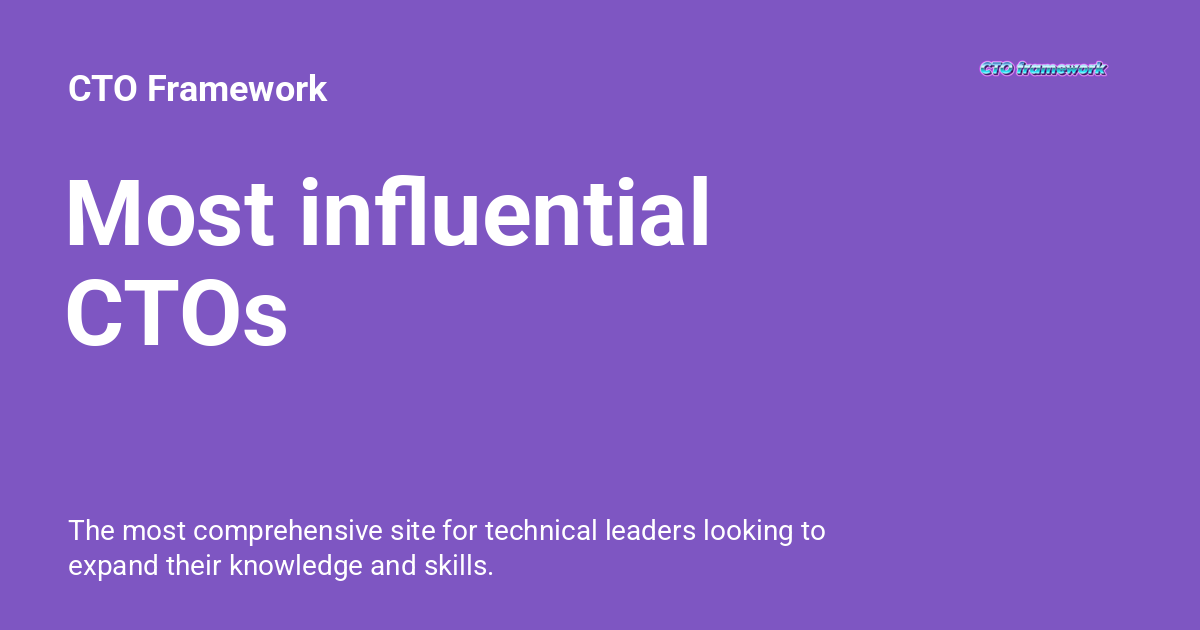 CTO Framework
CTO framework
Most influential
CTOs
The most comprehensive site for technical leaders looking to
expand their knowledge and skills.